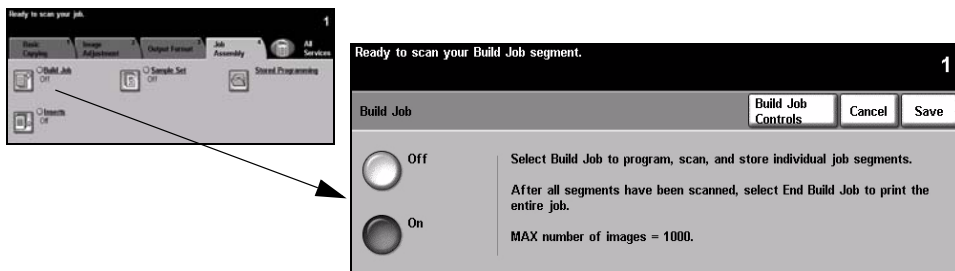 Ready to scan your job.
1
Basic Copying
Image Adjustment
Output Format
Job Assembly
All Services
Build Job
Off
Sample Set
Off
Stored Programming
Inserts
Off
Ready to scan your Build Job segment.
1
Build Job
Build Job Controls
Cancel
Save
Off
Select Build Job to program, scan, and store individual job segments.
After all segments have been scanned, select End Build Job to print the
entire job.
On
MAX number of images = 1000.